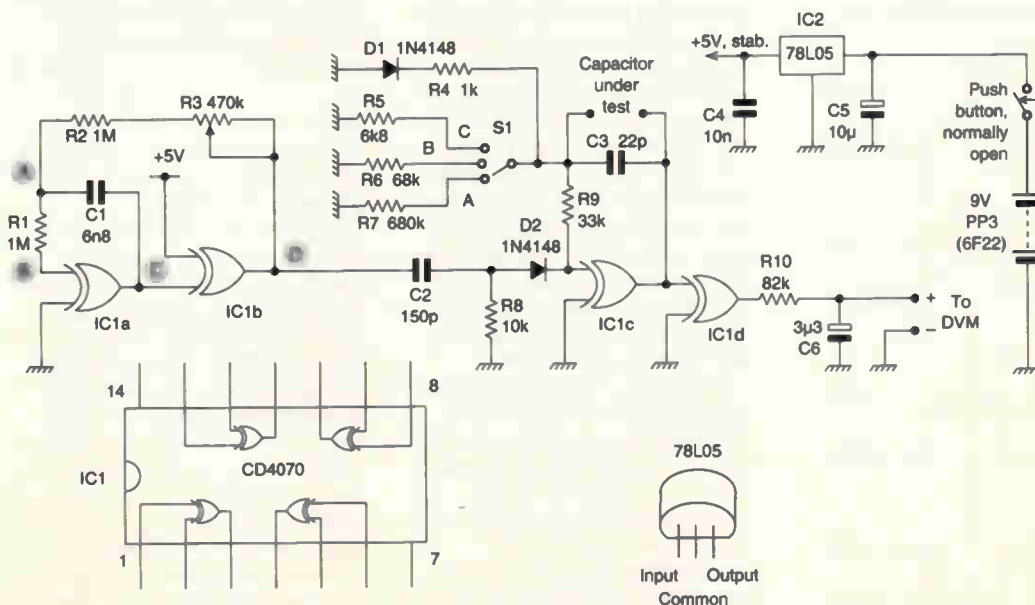 IC2
+5V, stab.
78L05
D1 1N4148
R4 1k
Capacitor
under
test
R3 470k
R2 1M
R5
6k8
C
S1
C4
10n
C5
10µ
Push
button,
normally
open
+5V
B
C3 22p
R6 68k
C1
6n8
A
R9
33k
9V
PP3
(6F22)
R1
1M
R7 680k
D2
1N4148
R10
82k
C2
150p
R8
10k
IC1a
IC1b
IC1c
IC1d
3µ3
C6
+
–
To
DVM
14
8
IC1
CD4070
1
7
78L05
Input
Output
Common